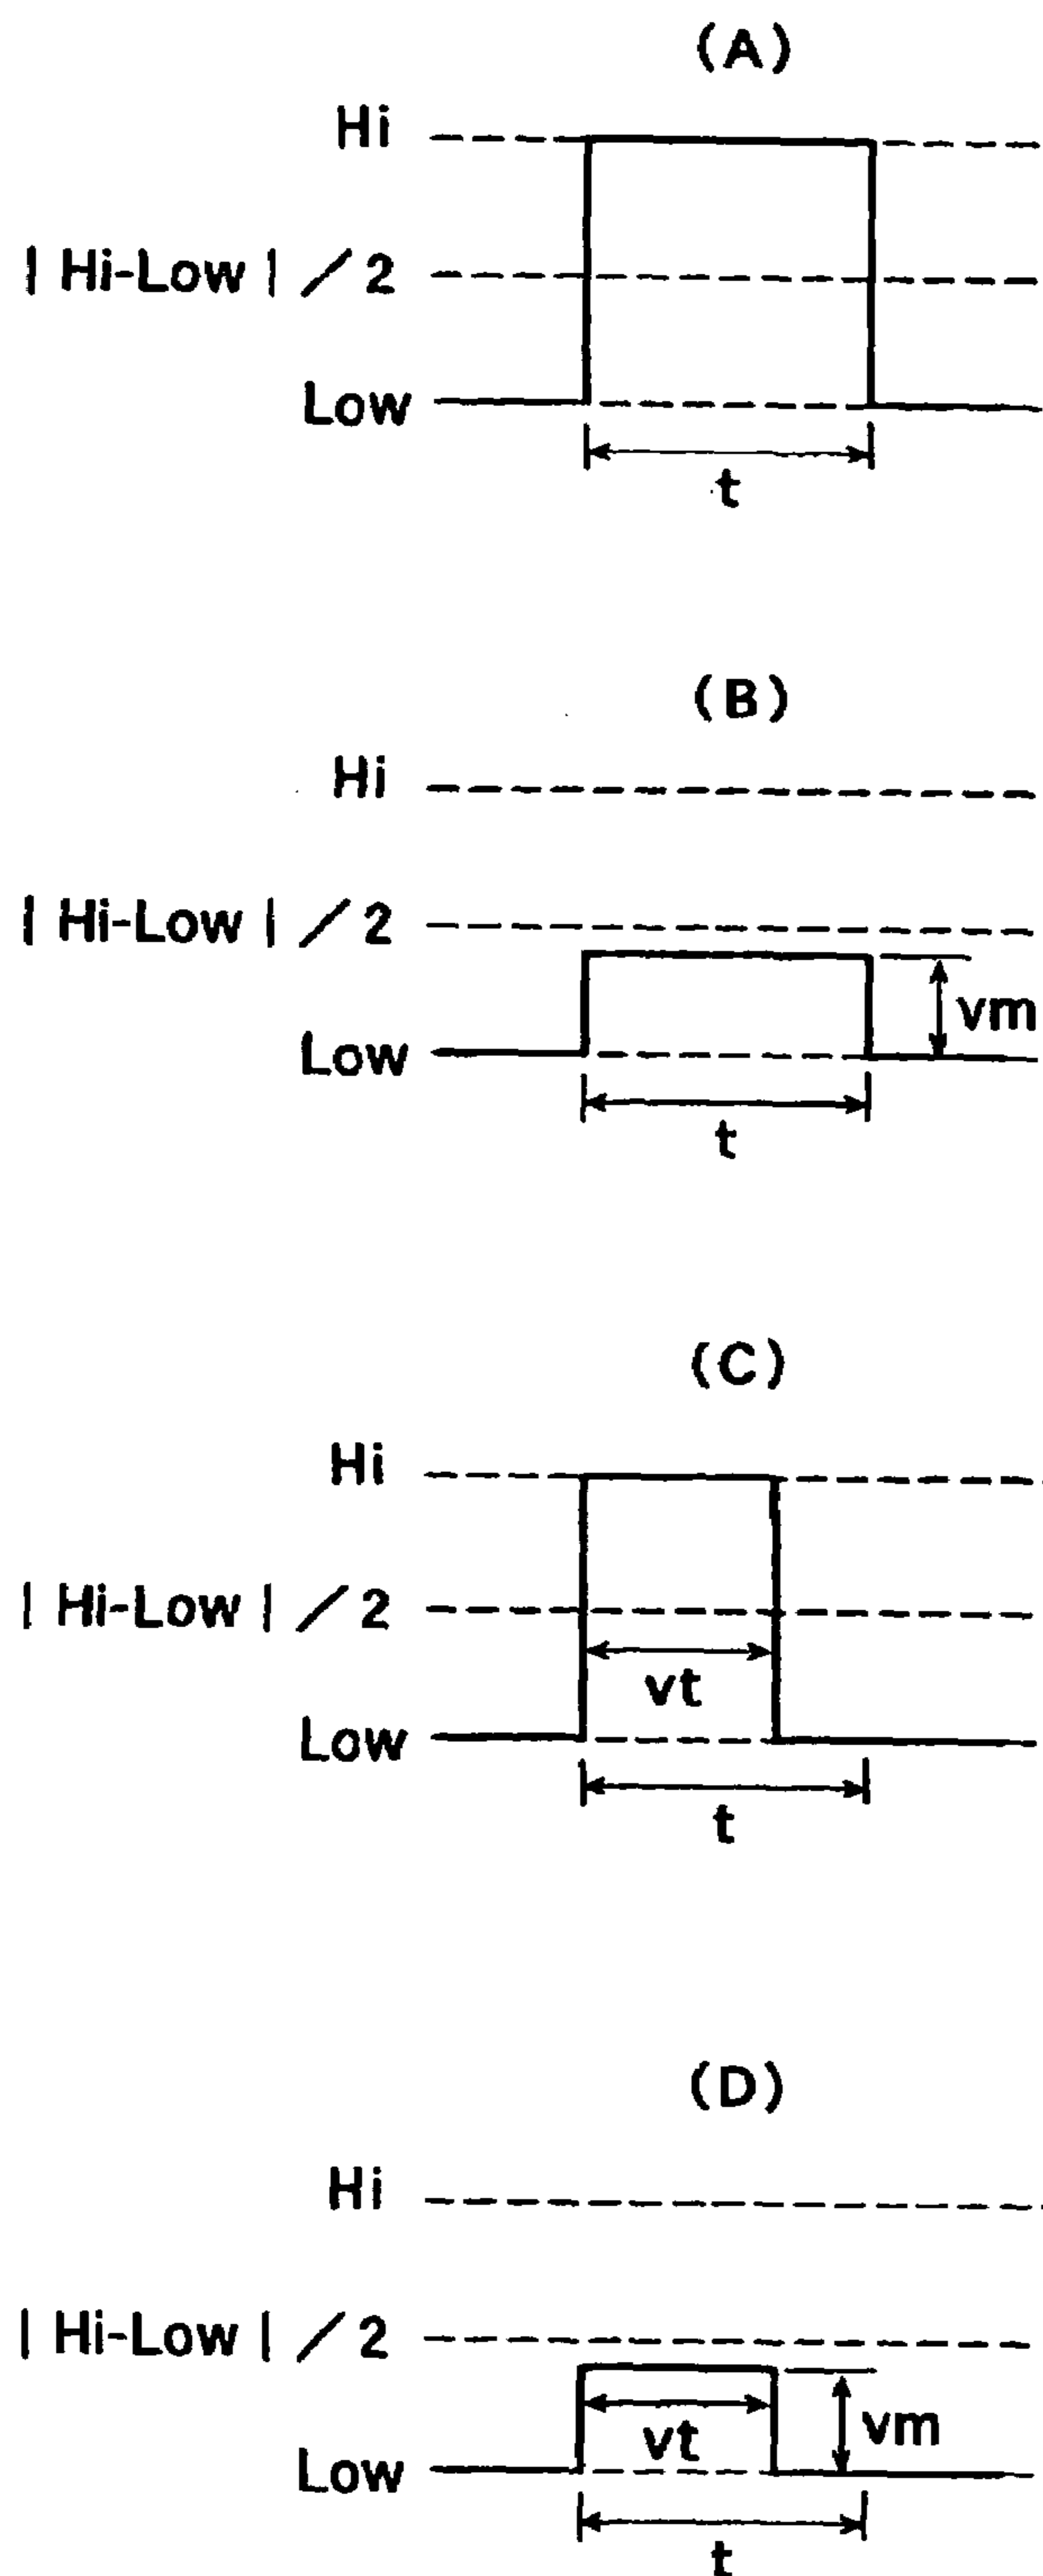 (A)
Hi
| Hi-Low | / 2
Low
t
(B)
Hi
| Hi-Low | / 2
vm
Low
t
(C)
Hi
| Hi-Low | / 2
vt
Low
t
(D)
Hi
| Hi-Low | / 2
vm
vt
Low
t